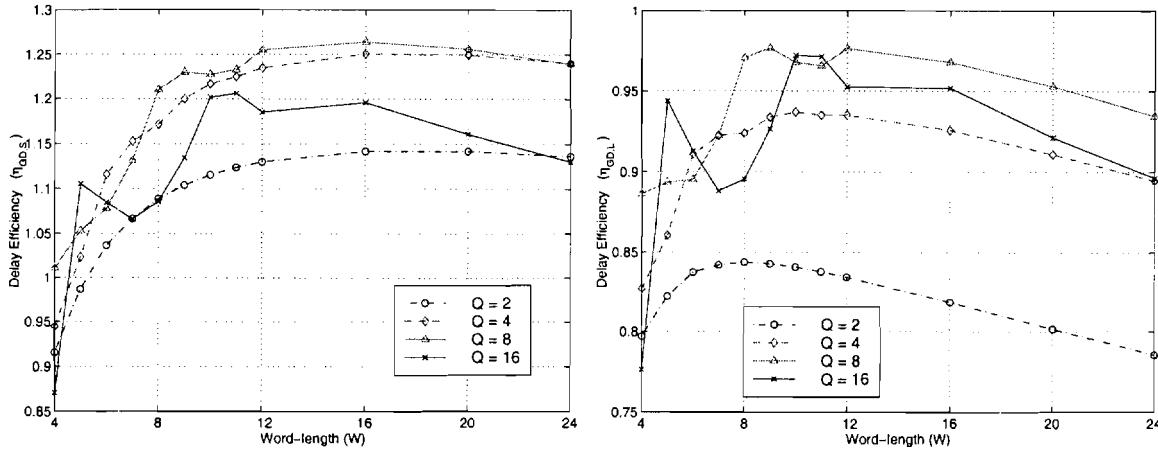 1.3
1.25
1.2
1.15
1.1
1.05
1
0.95
0.9
0.85
Delay Efficiency (ηGD,S)
4 8 12 16 20 24
Word-length (W)
Q = 2
Q = 4
Q = 8
Q = 16
1
0.95
0.9
0.85
0.8
0.75
Delay Efficiency (ηGD,L)
4 8 12 16 20 24
Word-length (W)
Q = 2
Q = 4
Q = 8
Q = 16